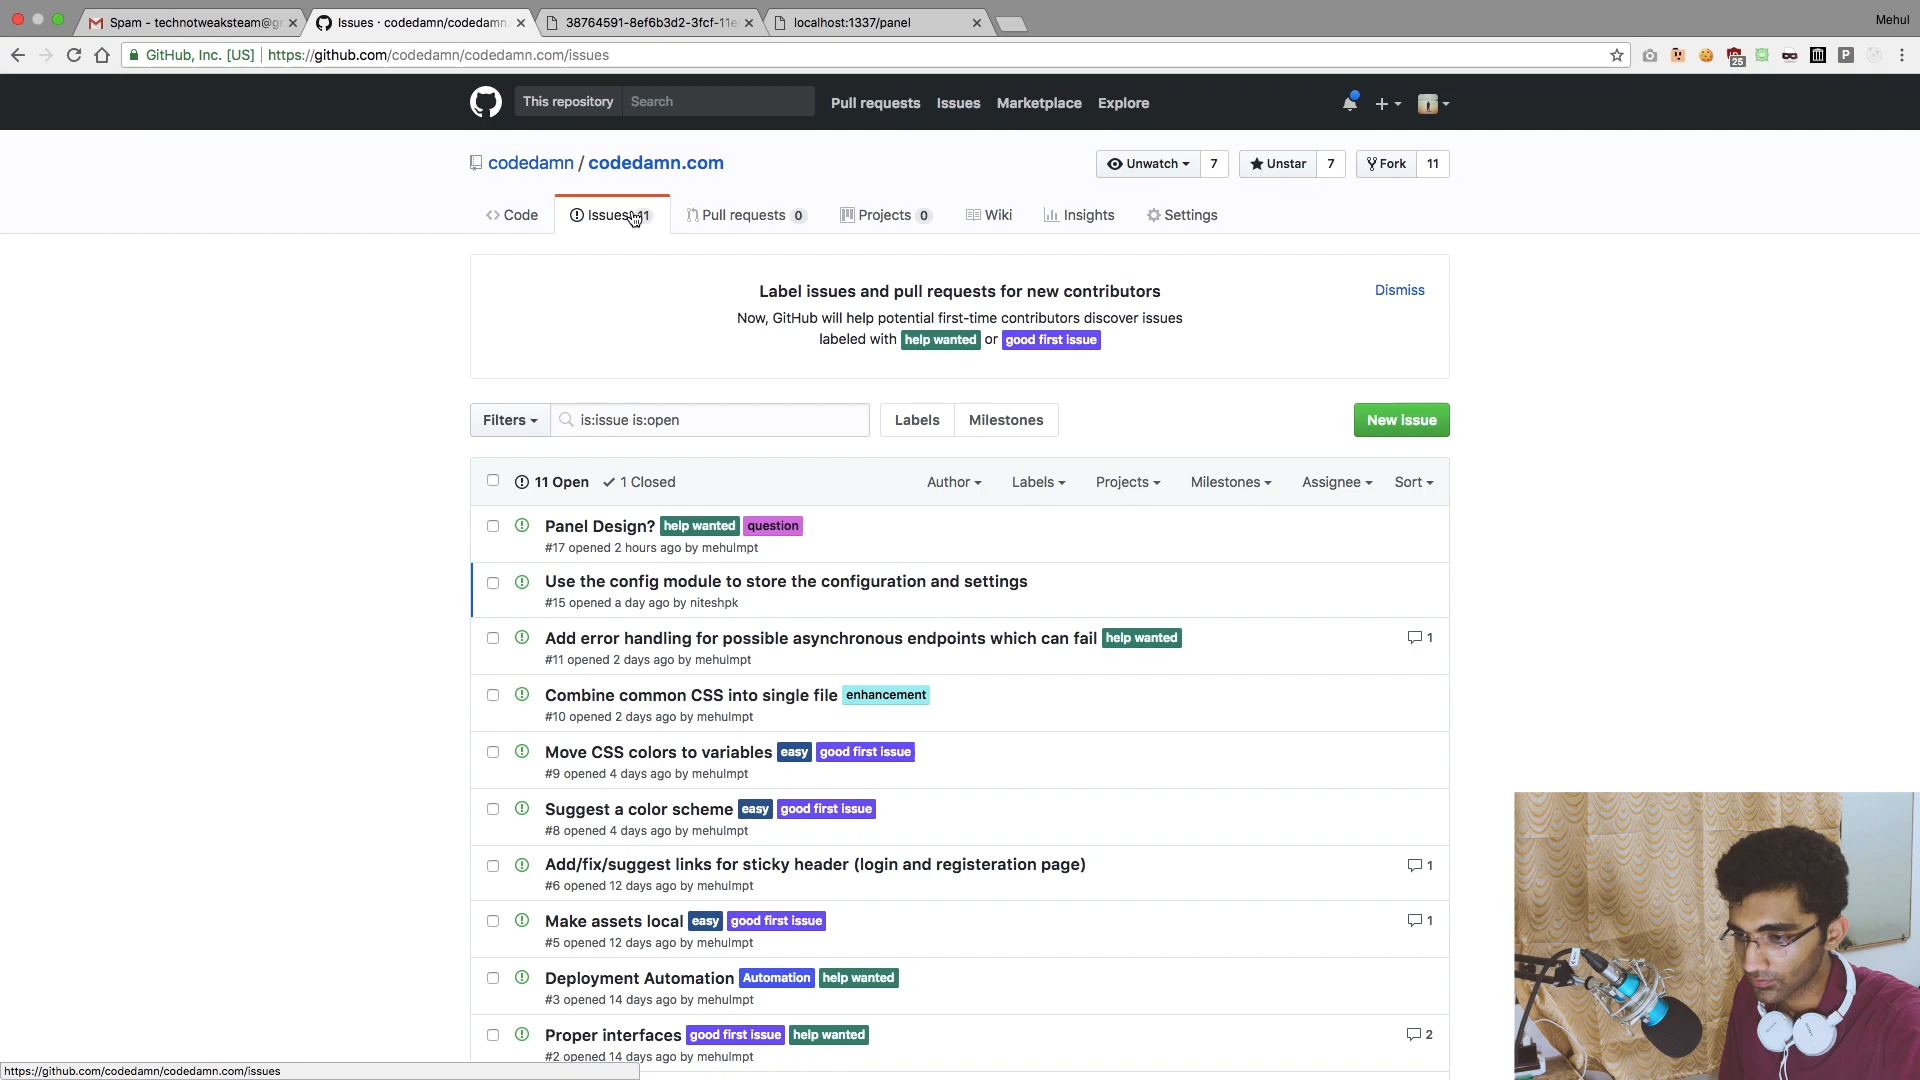 Spam - technotweaksteam@g
Issues · codedamn/codedamn.
38764591-8ef6b3d2-3fcf-11e
localhost:1337/panel
Mehul
GitHub, Inc. [US]
https://github.com/codedamn/codedamn.com/issues
25
P
This repository
Search
Pull requests
Issues
Marketplace
Explore
codedamn / codedamn.com
Unwatch
7
Unstar
7
Fork
11
Code
Issues 11
Pull requests 0
Projects 0
Wiki
Insights
Settings
Label issues and pull requests for new contributors
Dismiss
Now, GitHub will help potential first-time contributors discover issues
labeled with help wanted or good first issue
Filters
is:issue is:open
Labels
Milestones
New issue
11 Open
1 Closed
Author
Labels
Projects
Milestones
Assignee
Sort
Panel Design? help wanted question
#17 opened 2 hours ago by mehulmpt
Use the config module to store the configuration and settings
#15 opened a day ago by niteshpk
Add error handling for possible asynchronous endpoints which can fail help wanted
1
#11 opened 2 days ago by mehulmpt
Combine common CSS into single file enhancement
#10 opened 2 days ago by mehulmpt
Move CSS colors to variables easy good first issue
#9 opened 4 days ago by mehulmpt
Suggest a color scheme easy good first issue
#8 opened 4 days ago by mehulmpt
Add/fix/suggest links for sticky header (login and registeration page)
1
#6 opened 12 days ago by mehulmpt
Make assets local easy good first issue
1
#5 opened 12 days ago by mehulmpt
Deployment Automation Automation help wanted
#3 opened 14 days ago by mehulmpt
Proper interfaces good first issue help wanted
2
#2 opened 14 days ago by mehulmpt
https://github.com/codedamn/codedamn.com/issues